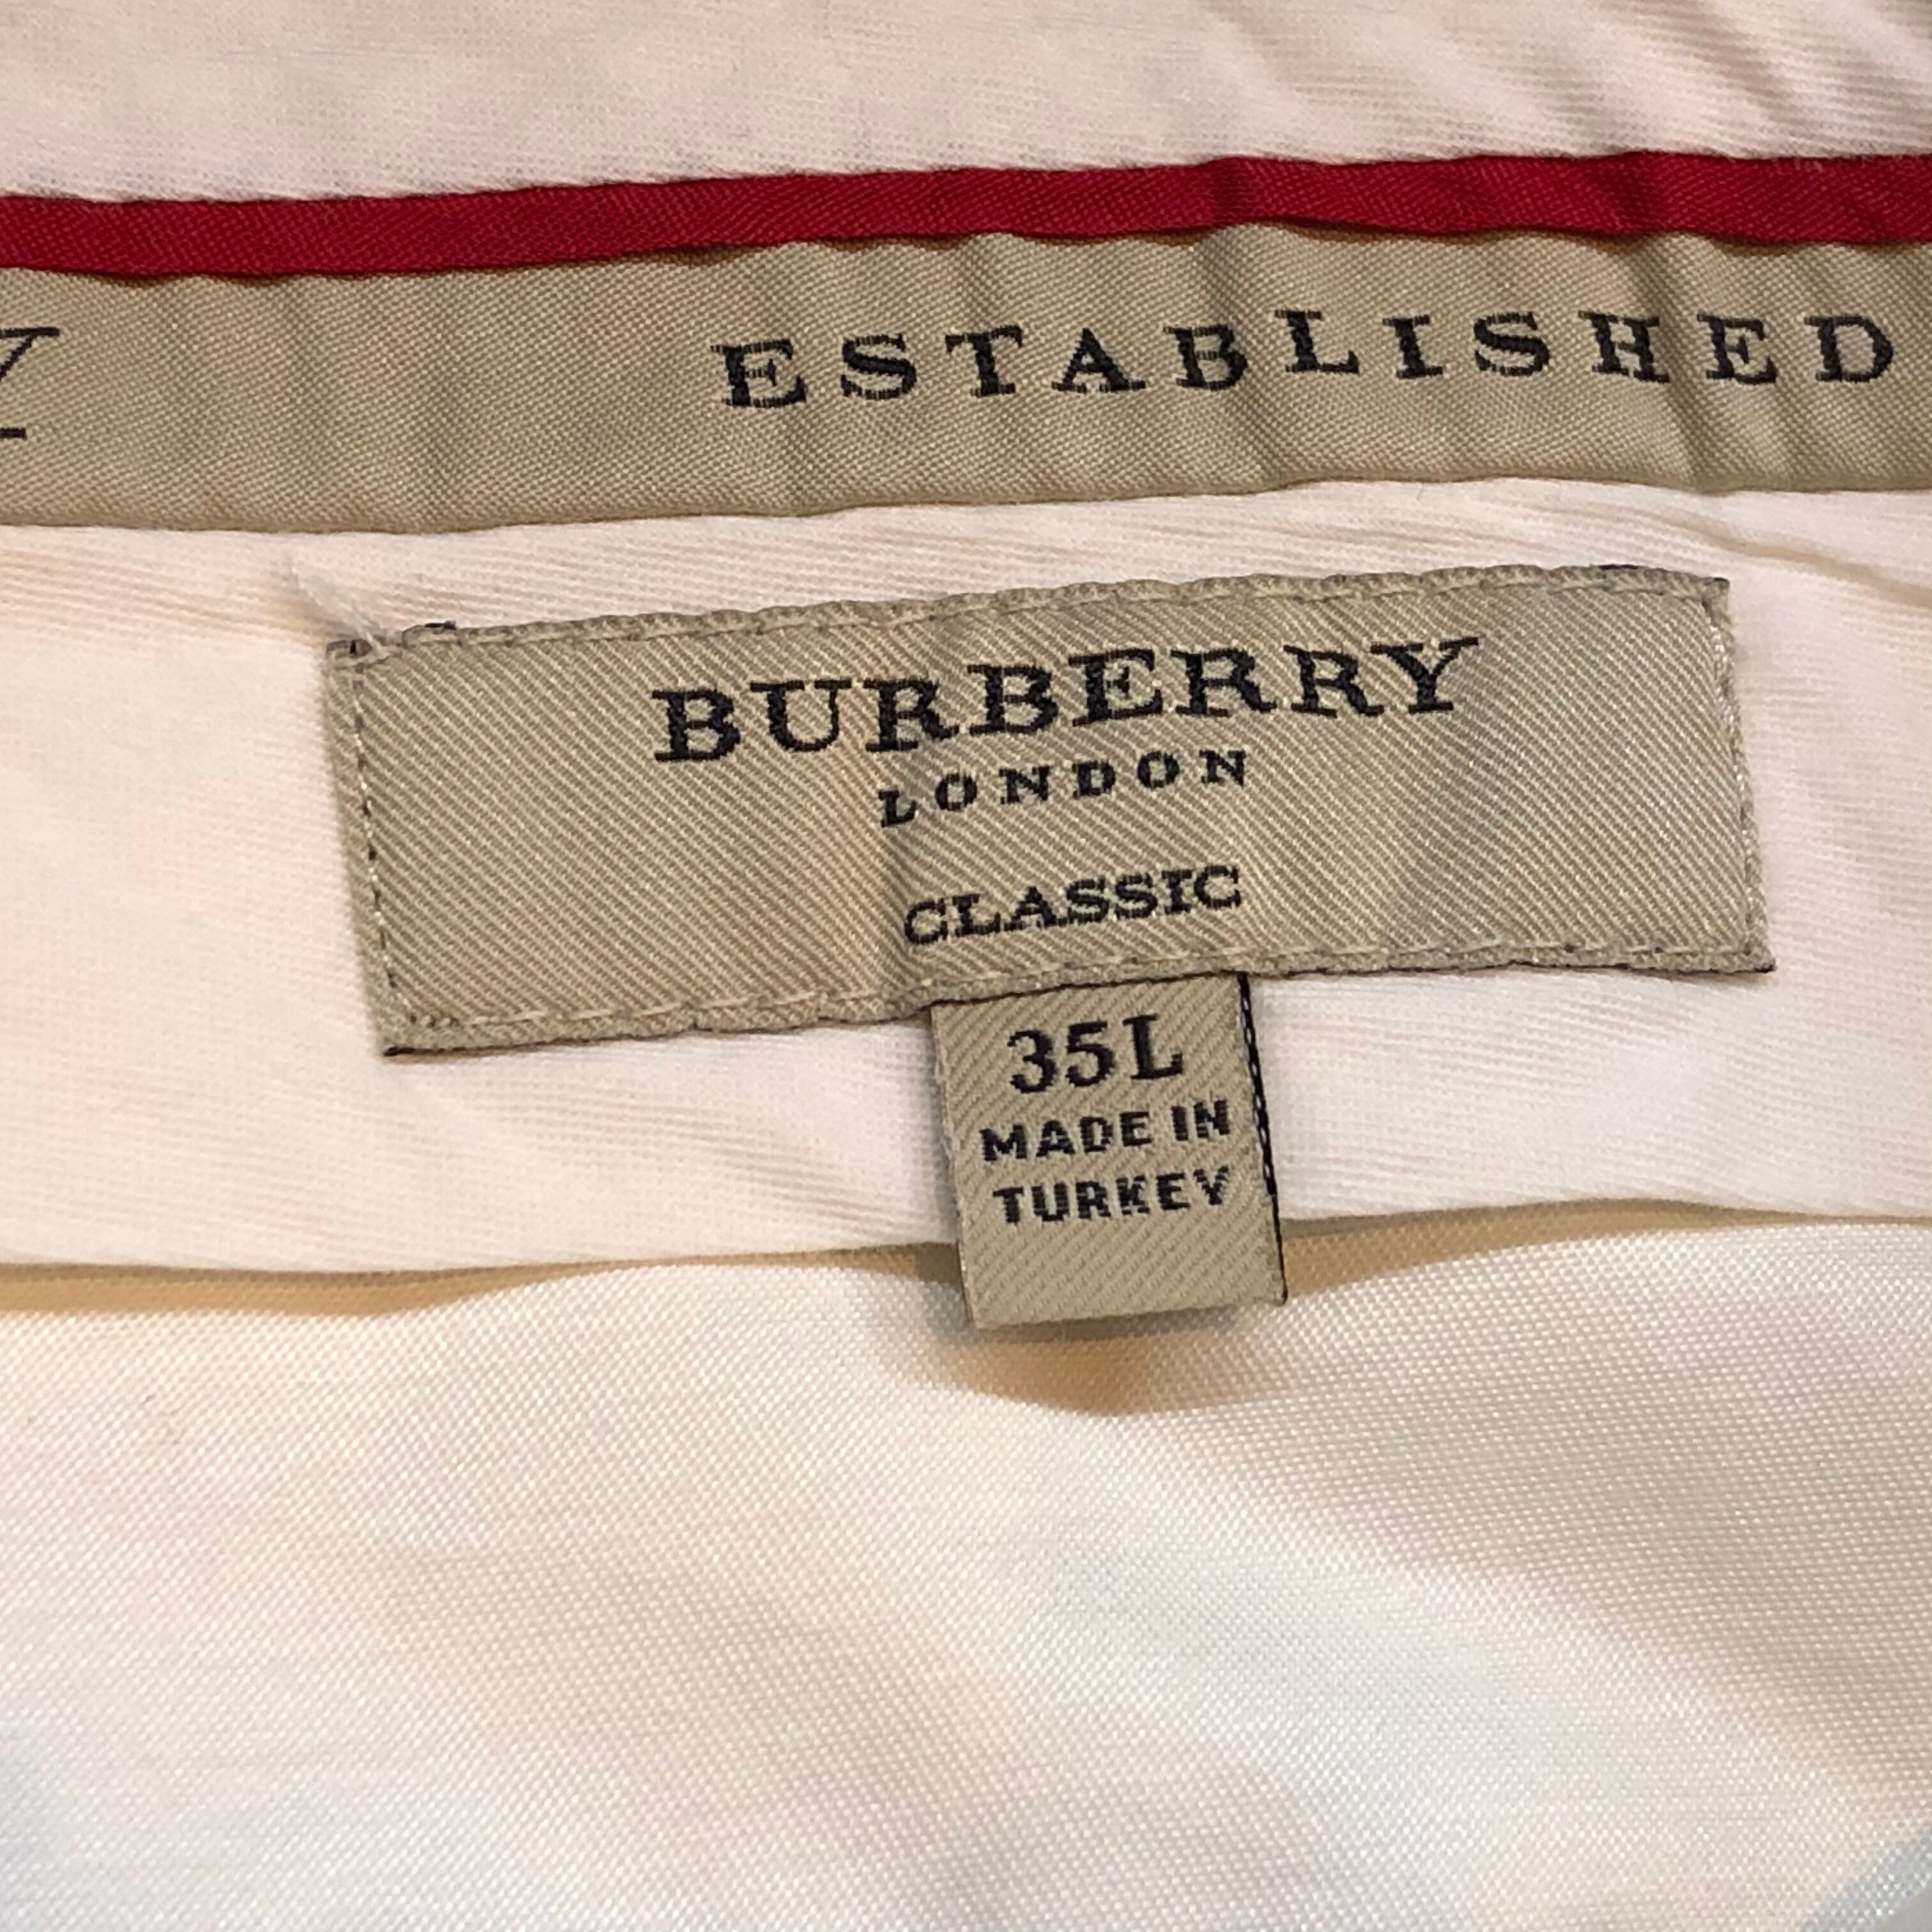 Y ESTABLISHED
BURBERRY
LONDON
CLASSIC
35L
MADE IN
TURKEY